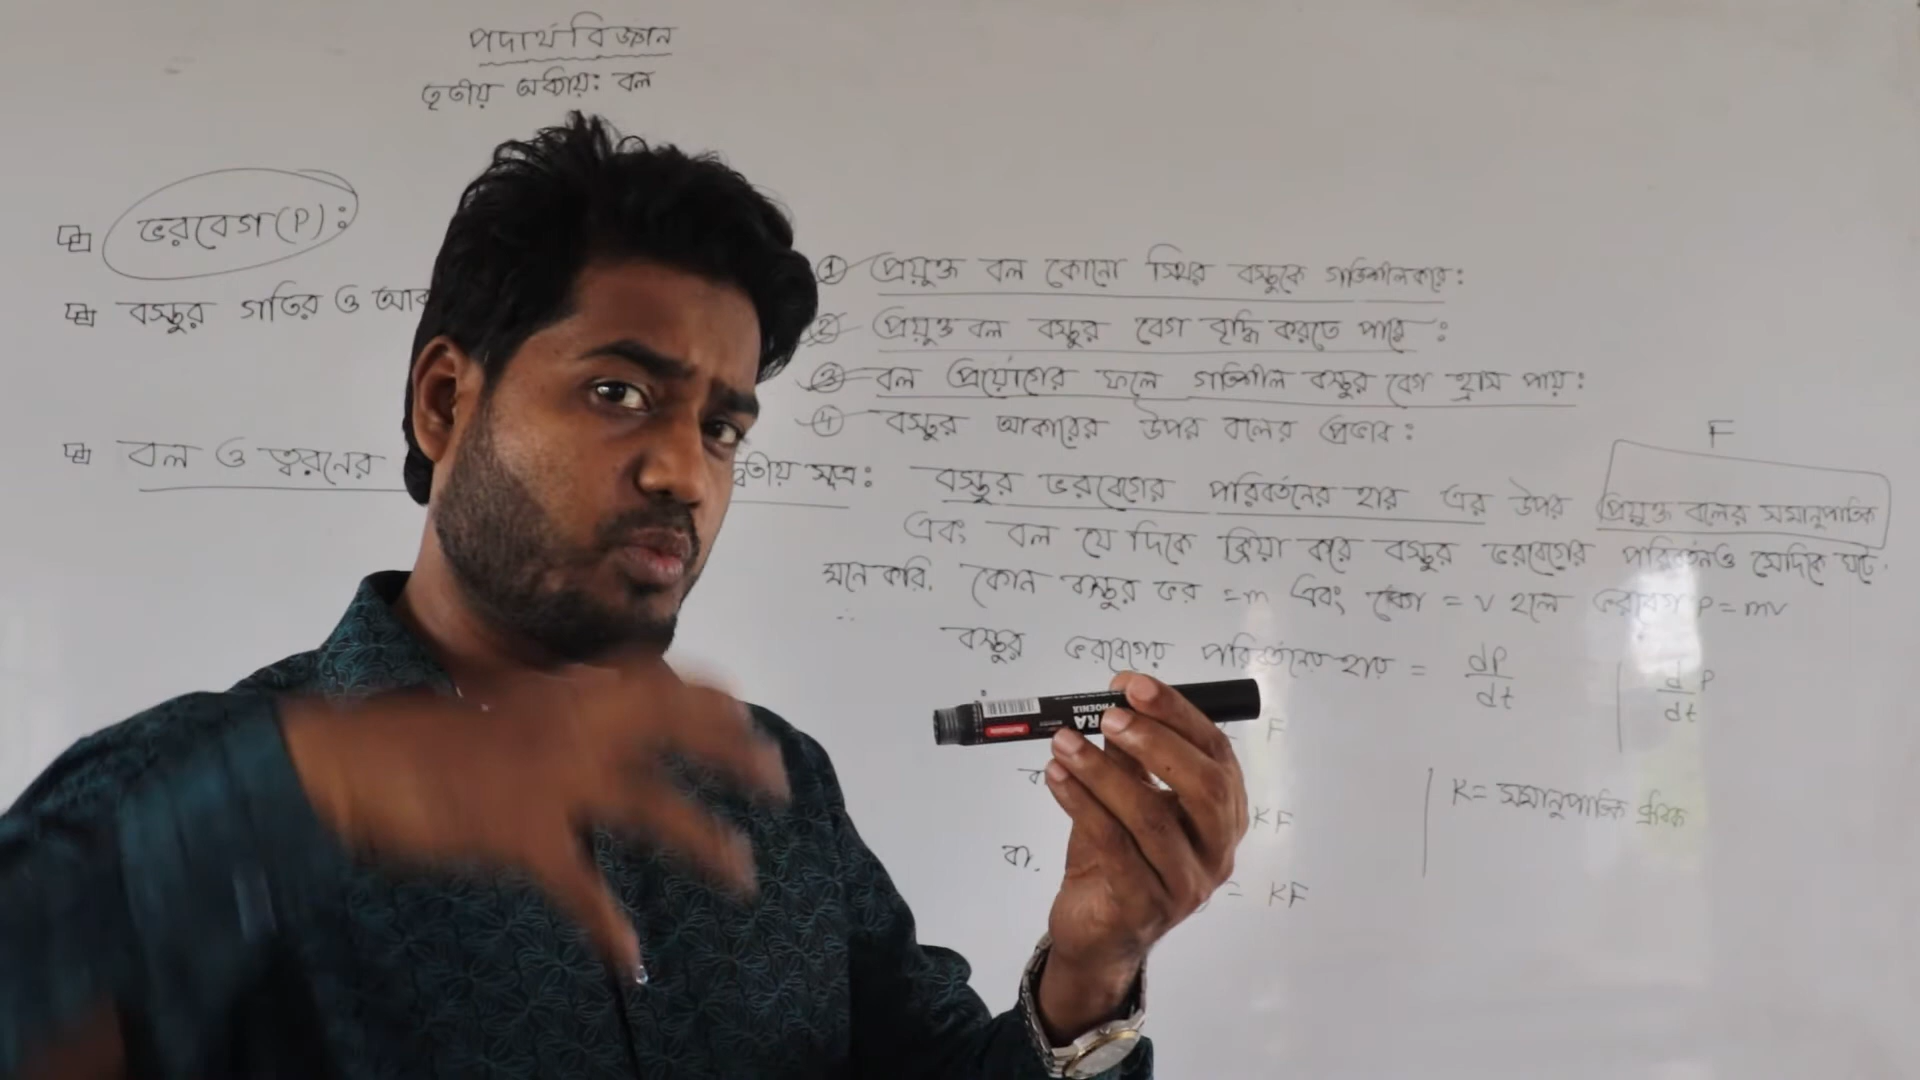 পদার্থবিজ্ঞান
তৃতীয় অধ্যায়: বল
ভরবেগ(P):
বস্তুর গতির ও
① প্রযুক্ত বল কোনো স্থির বস্তুকে গতিশীল করে:
② প্রযুক্ত বল বস্তুর বেগ বৃদ্ধি করতে পারে:
③ বল প্রয়োগের ফলে গতিশীল বস্তুর বেগ হ্রাস পায়:
④ বস্তুর আকারের উপর বলের প্রভাব:
F
বল ও ত্বরনের
সূত্র: বস্তুর ভরবেগের পরিবর্তনের হার এর উপর প্রযুক্ত বলের সমানুপাতিক
এবং বল যে দিকে ক্রিয়া করে বস্তুর ভরবেগের পরিবর্তনও সেদিকে ঘটে.
মনে করি. কোন বস্তুর ভর =m এবং = v হলে ভরবেগ P = mv
বস্তুর ভরবেগের পরিবর্তনের হার = dP/dt | dP/dt
PHOENIX
F
KF | K= সমানুপাতিক ধ্রুবক
বা.
= KF